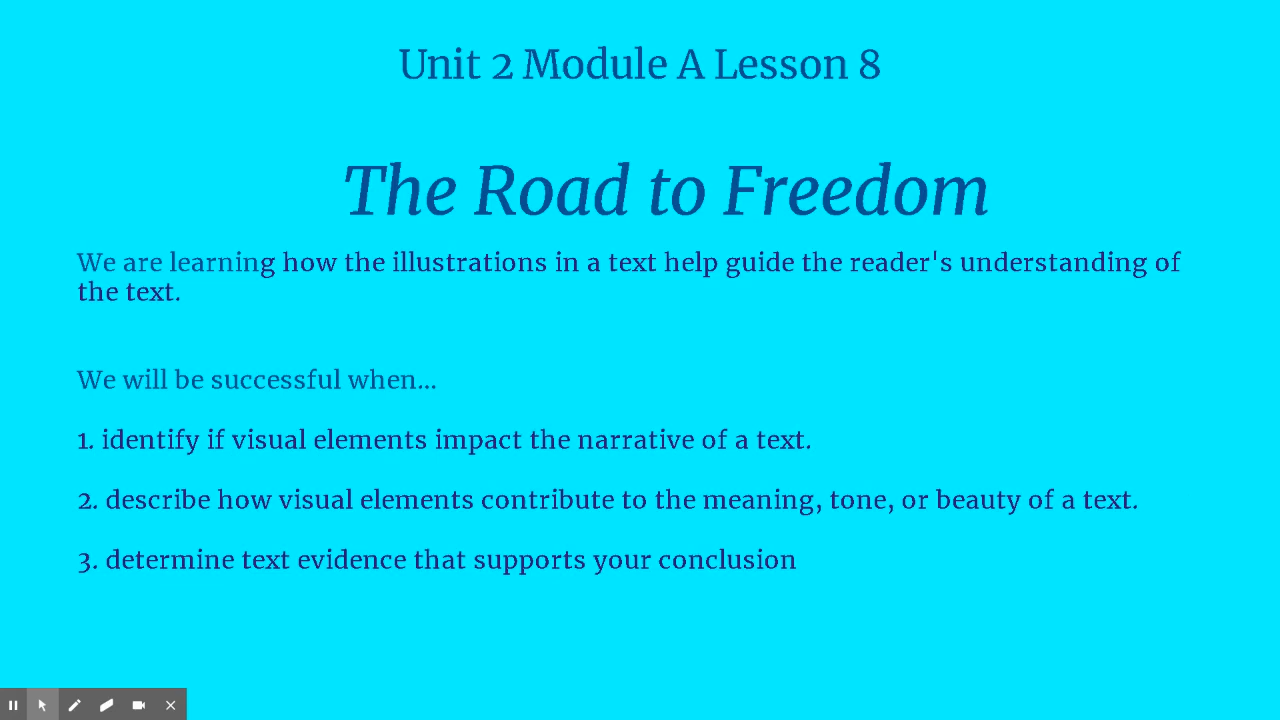 Unit 2 Module A Lesson 8
The Road to Freedom
We are learning how the illustrations in a text help guide the reader's understanding of
the text.
We will be successful when...
1. identify if visual elements impact the narrative of a text.
2. describe how visual elements contribute to the meaning, tone, or beauty of a text.
3. determine text evidence that supports your conclusion